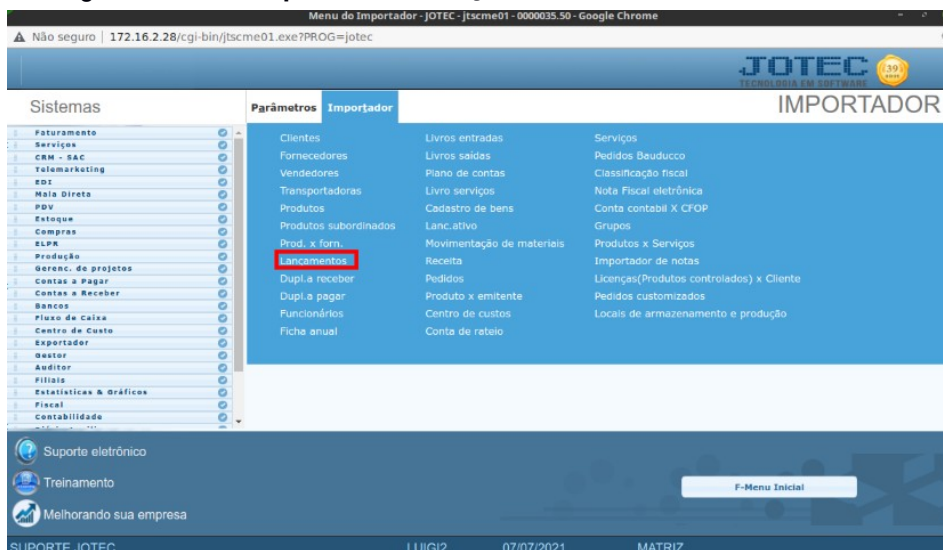 Menu do Importador - JOTEC - jtscme01 - 0000035.50 - Google Chrome
Não seguro | 172.16.2.28/cgi-bin/jtscme01.exe?PROG=jotec
JOTEC
39
TECNOLOGIA EM SOFTWARE
Sistemas
Parâmetros
Importador
IMPORTADOR
Faturamento
Serviços
CRM - SAC
Telemarketing
EDI
Mala Direta
PDV
Estoque
Compras
ELPR
Produção
Gerenc. de projetos
Contas a Pagar
Contas a Receber
Bancos
Fluxo de Caixa
Centro de Custo
Exportador
Gestor
Auditor
Filiais
Estatísticas & Gráficos
Fiscal
Contabilidade
Clientes
Fornecedores
Vendedores
Transportadoras
Produtos
Produtos subordinados
Prod. x forn.
Lançamentos
Dupl.a receber
Dupl.a pagar
Funcionários
Ficha anual
Livros entradas
Livros saídas
Plano de contas
Livro serviços
Cadastro de bens
Lanc.ativo
Movimentação de materiais
Receita
Pedidos
Produto x emitente
Centro de custos
Conta de rateio
Serviços
Pedidos Bauducco
Classificação fiscal
Nota Fiscal eletrônica
Conta contabil X CFOP
Grupos
Produtos x Serviços
Importador de notas
Licenças(Produtos controlados) x Cliente
Pedidos customizados
Locais de armazenamento e produção
Suporte eletrônico
Treinamento
Melhorando sua empresa
F-Menu Inicial
SUPORTE JOTEC LUIGI2 07/07/2021 MATRIZ